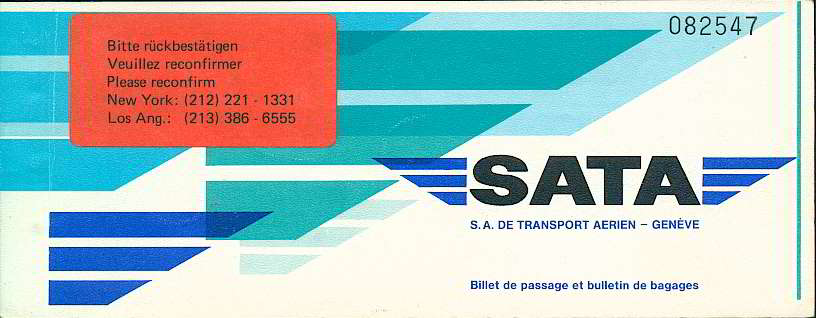 Bitte rückbestätigen
Veuillez reconfirmer
Please reconfirm
New York: (212) 221 - 1331
Los Ang.: (213) 386 - 6555
082547
SATA
S.A. DE TRANSPORT AERIEN – GENÈVE
Billet de passage et bulletin de bagages